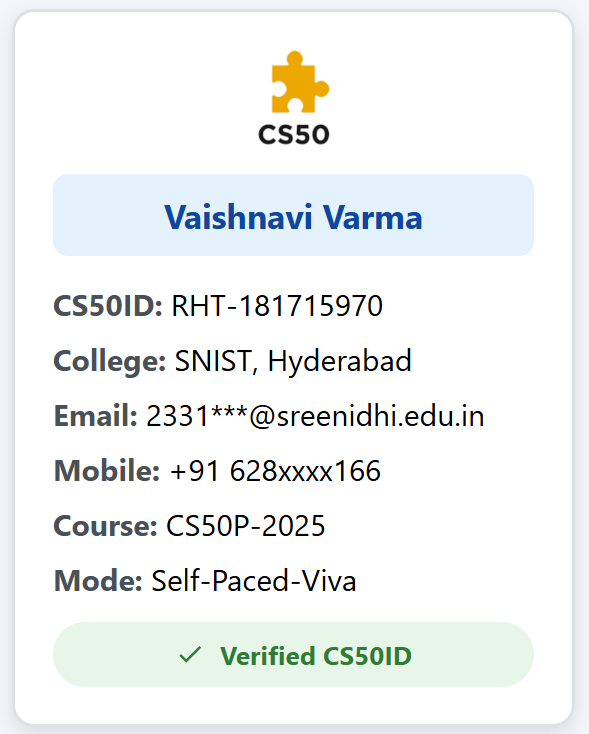 CS50
Vaishnavi Varma
CS50ID: RHT-181715970
College: SNIST, Hyderabad
Email: 2331***@sreenidhi.edu.in
Mobile: +91 628xxxx166
Course: CS50P-2025
Mode: Self-Paced-Viva
✓ Verified CS50ID